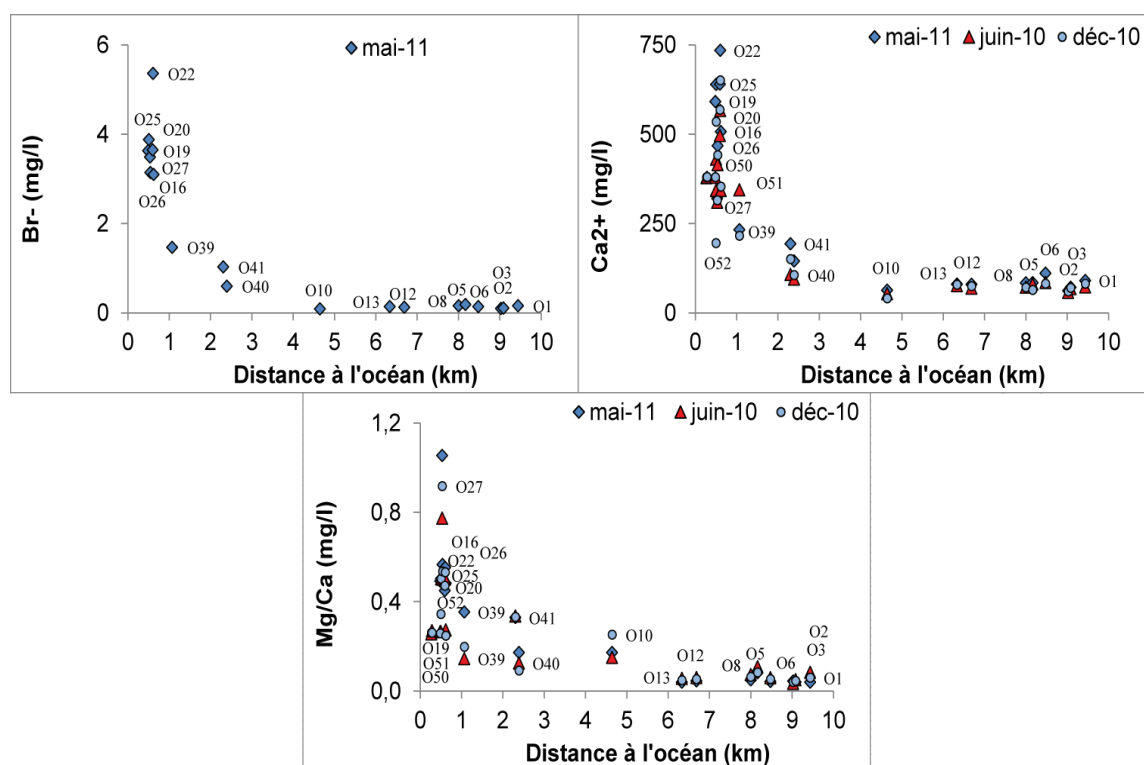 6
mai-11
O22
4
O25
O20
O19
O27
2
O16
O26
O39
O41
O40
O10
O13
O12
O8
O5
O6
O3
O2
O1
0
0 1 2 3 4 5 6 7 8 9 10
Br- (mg/l)
Distance à l'océan (km)
750
mai-11 juin-10 déc-10
O22
O25
O19
O20
500
O16
O26
O50
O51
O27
250
O39
O41
O52
O40
O10
O13
O12
O8
O5
O6
O2
O3
O1
0
0 1 2 3 4 5 6 7 8 9 10
Ca2+ (mg/l)
Distance à l'océan (km)
1,2
mai-11 juin-10 déc-10
O27
0,8
O16
O26
O22
O25
O20
0,4
O52
O39
O41
O19
O51
O50
O39
O40
O10
O13
O12
O8
O5
O6
O2
O3
O1
0,0
0 1 2 3 4 5 6 7 8 9 10
Mg/Ca (mg/l)
Distance à l'océan (km)